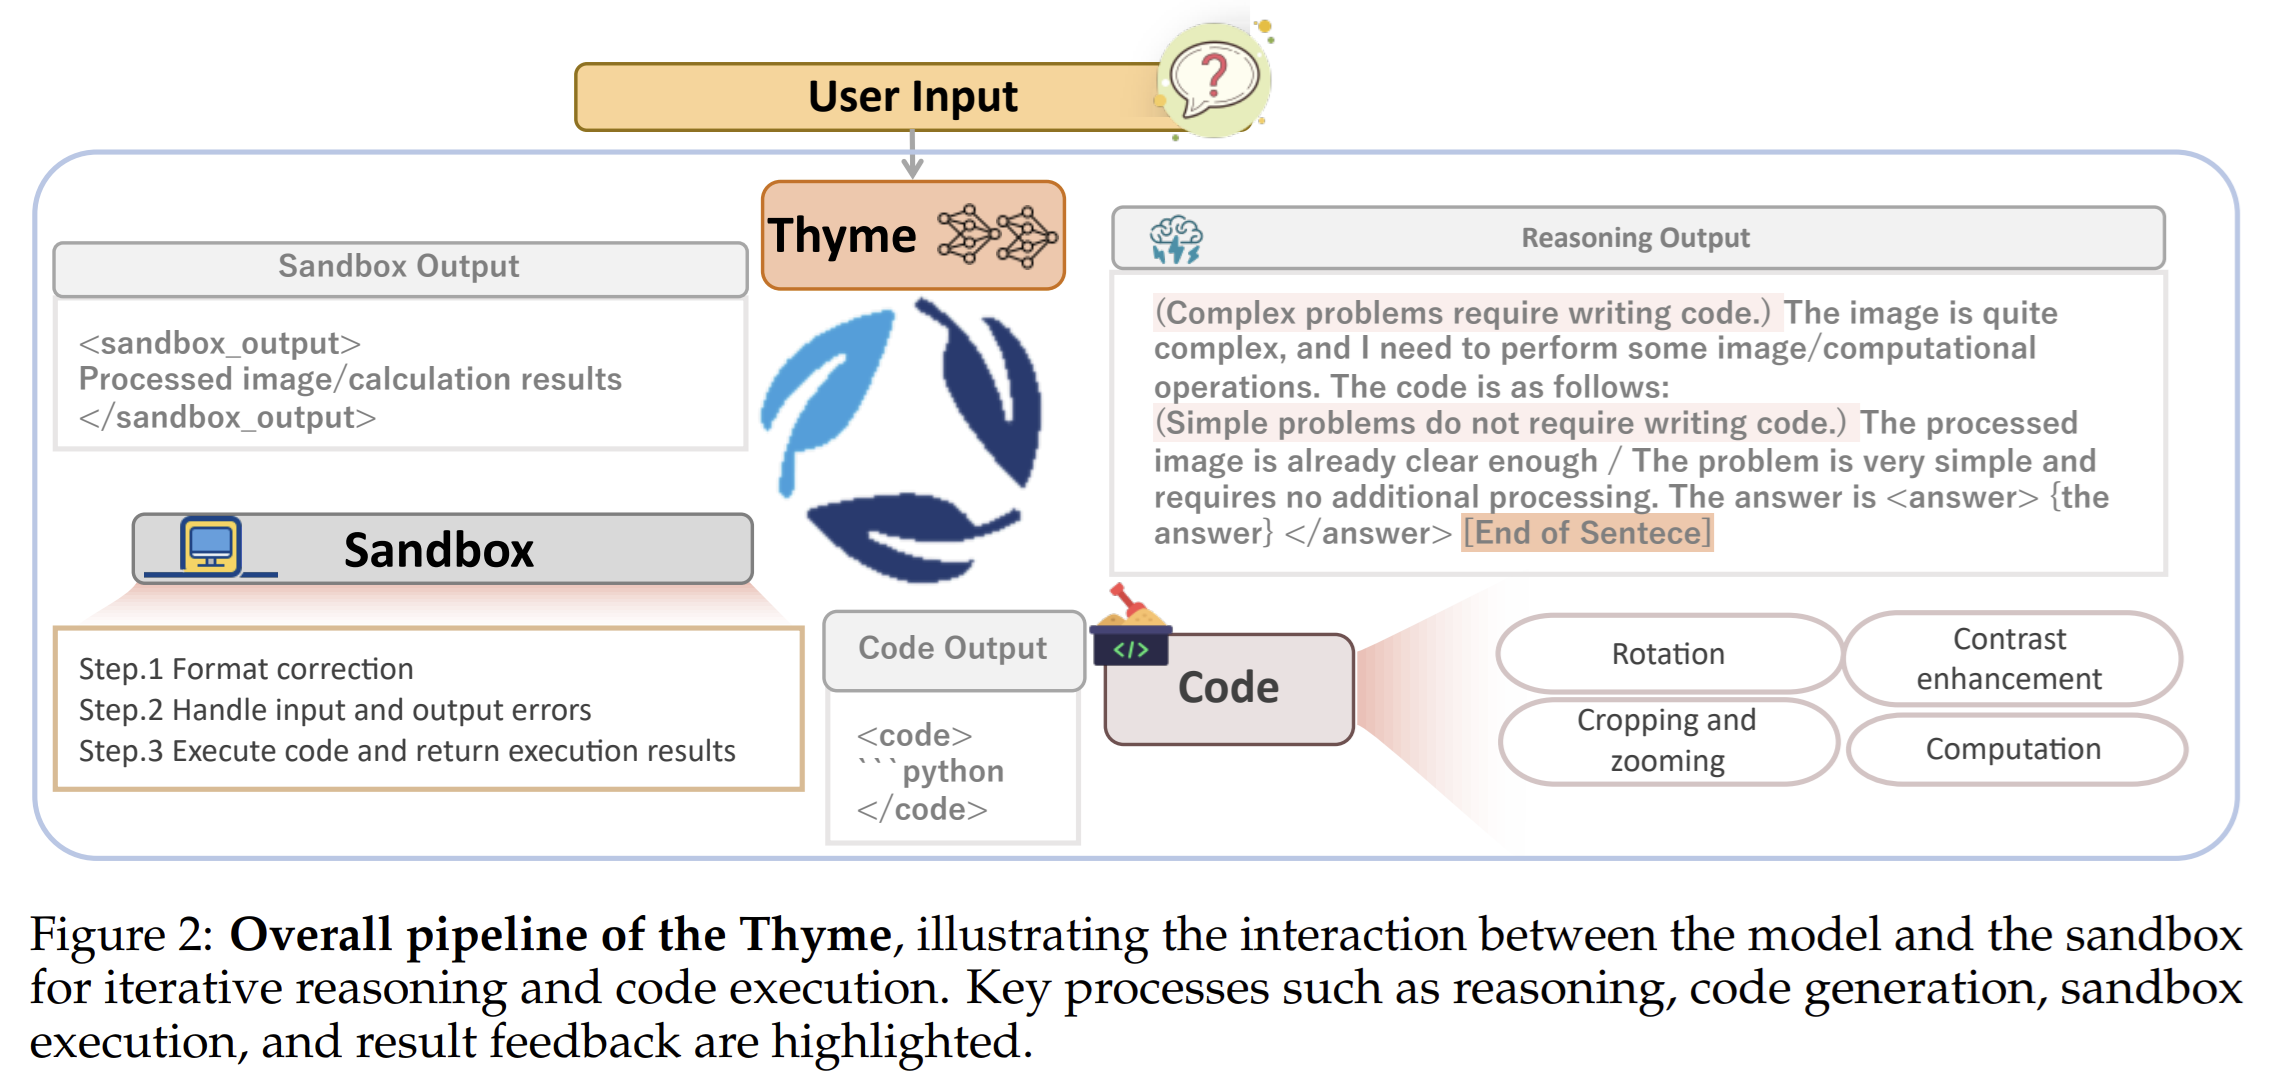 User Input
?
Thyme
Sandbox Output
<sandbox_output>
Processed image/calculation results
</sandbox_output>
Reasoning Output
(Complex problems require writing code.) The image is quite
complex, and I need to perform some image/computational
operations. The code is as follows:
(Simple problems do not require writing code.) The processed
image is already clear enough / The problem is very simple and
requires no additional processing. The answer is <answer> {the
answer} </answer> [End of Sentece]
Sandbox
Step.1 Format correction
Step.2 Handle input and output errors
Step.3 Execute code and return execution results
Code Output
<code>
```python
</code>
</>
Code
Rotation
Contrast
enhancement
Cropping and
zooming
Computation
Figure 2: Overall pipeline of the Thyme, illustrating the interaction between the model and the sandbox
for iterative reasoning and code execution. Key processes such as reasoning, code generation, sandbox
execution, and result feedback are highlighted.